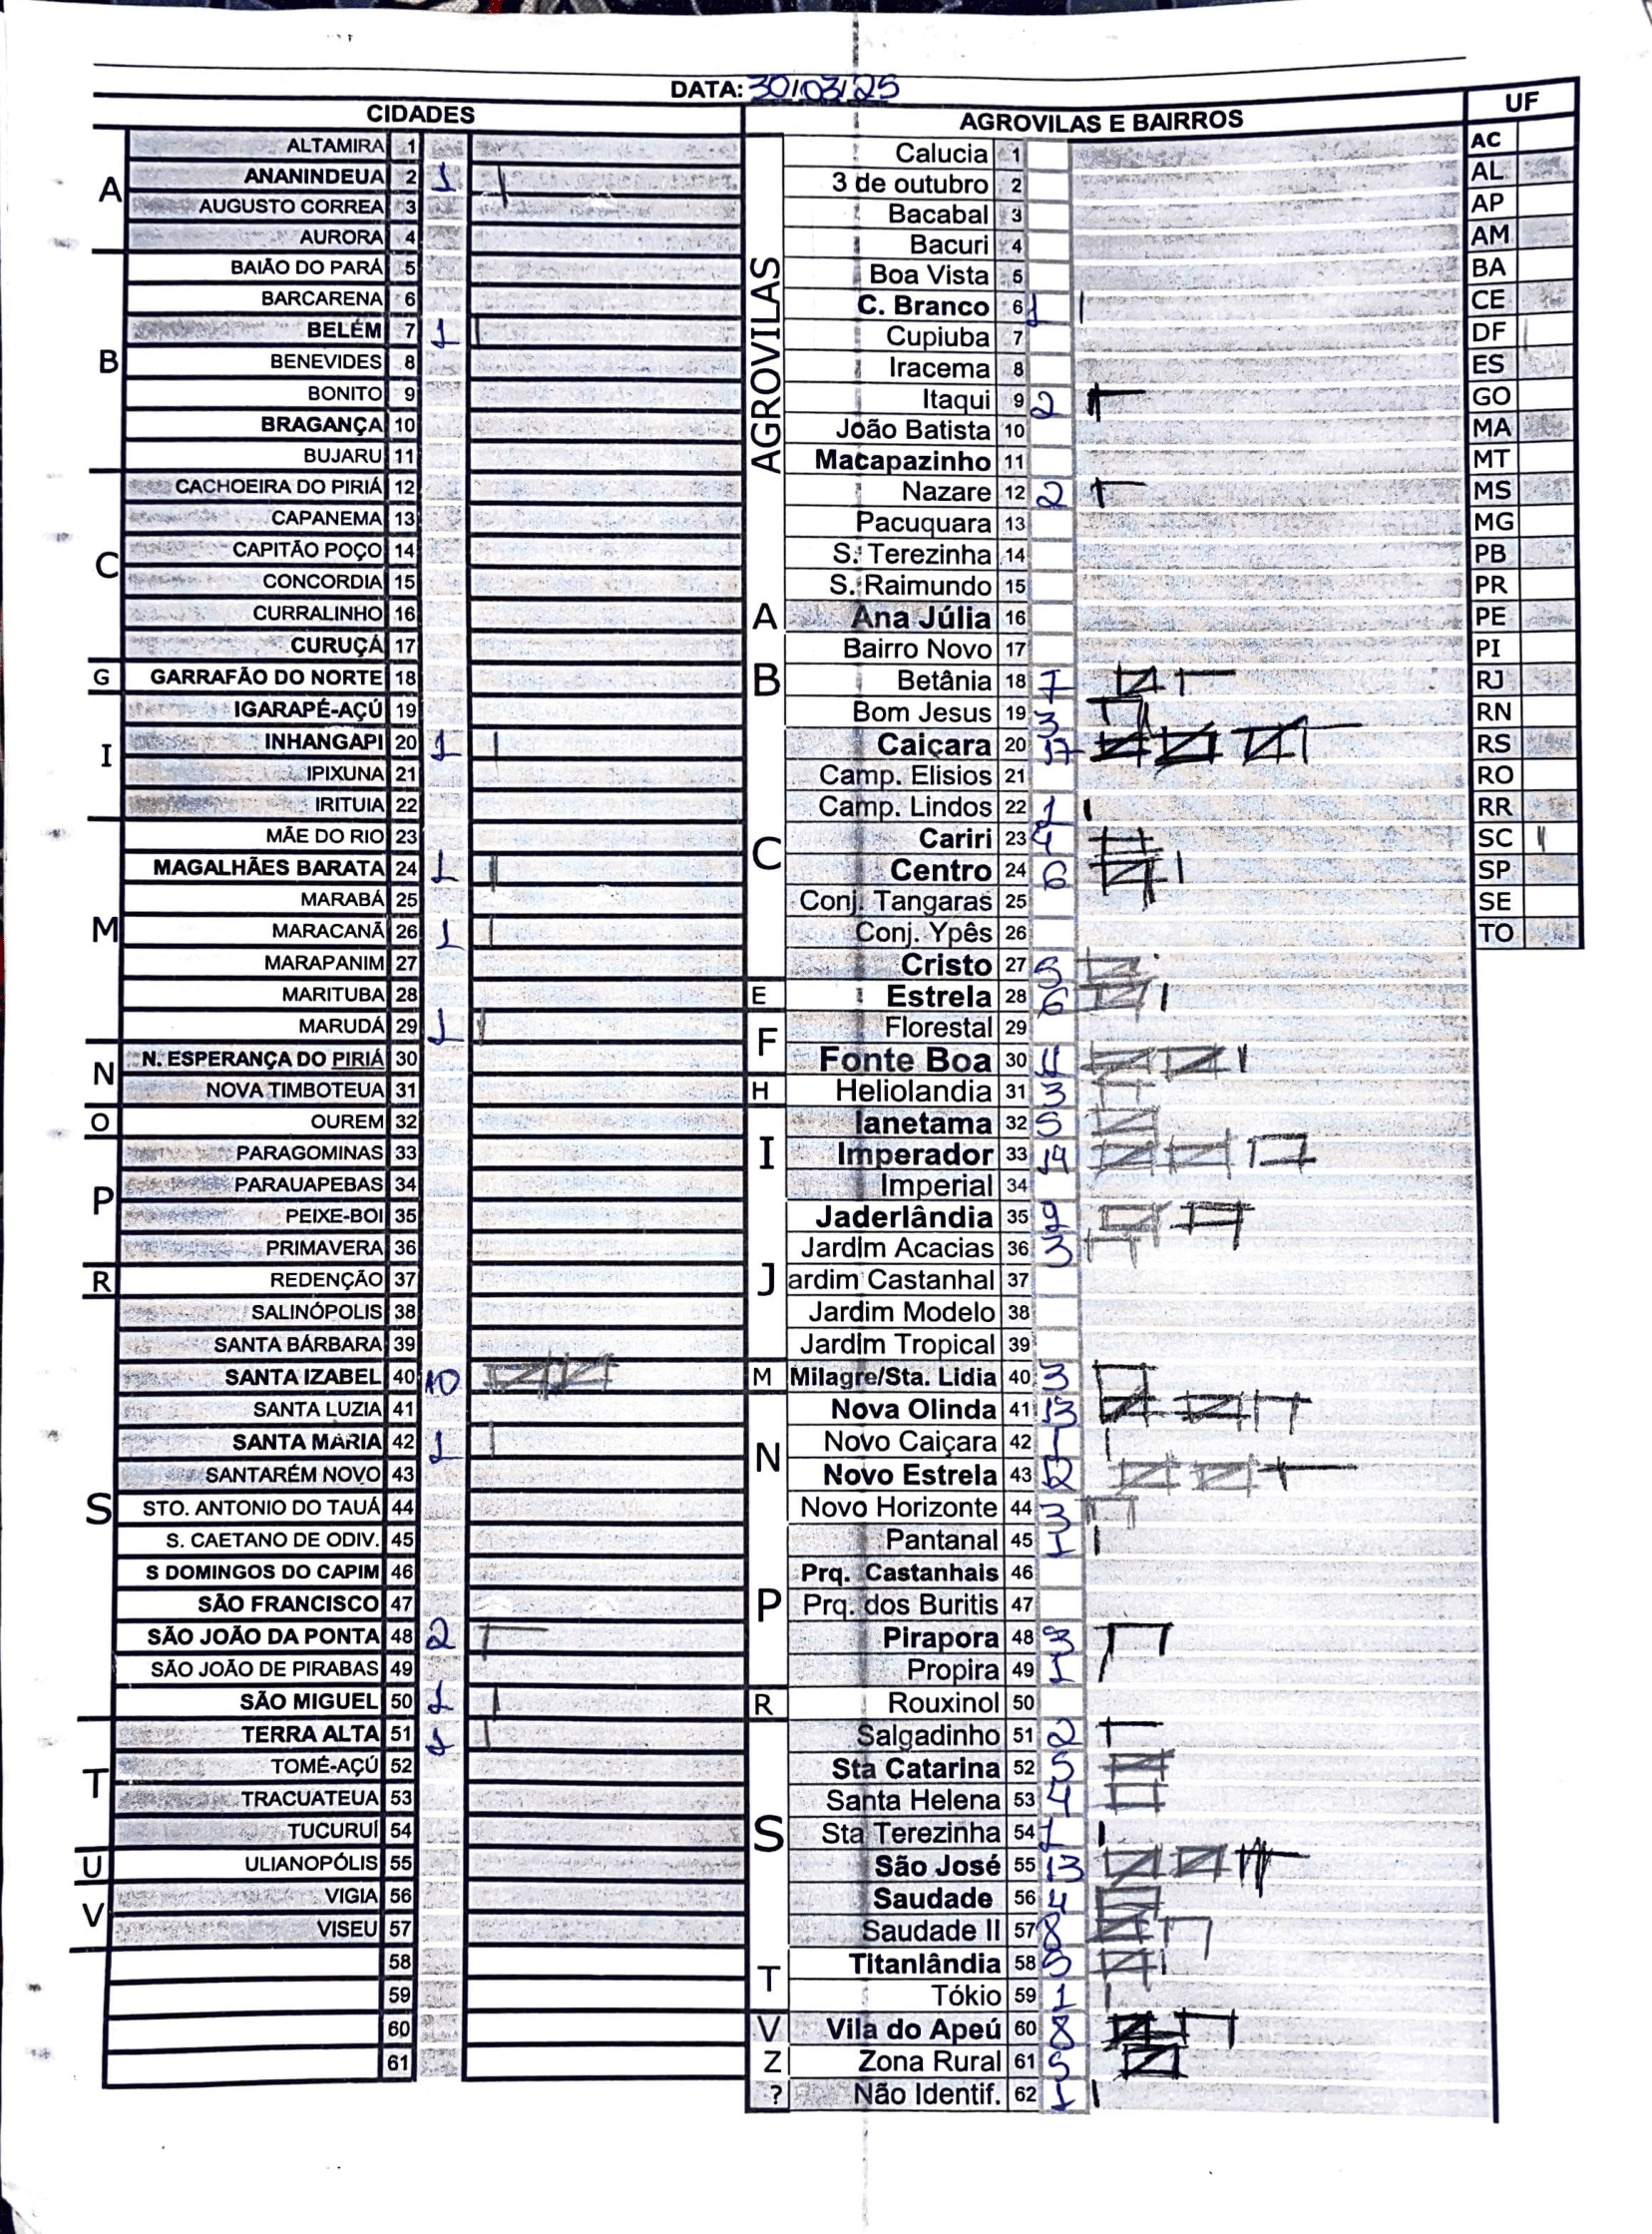 DATA: 30/03/25
CIDADES
A
ALTAMIRA 1
ANANINDEUA 2 1
AUGUSTO CORREA 3
AURORA 4
B
BAIÃO DO PARÁ 5
BARCARENA 6
BELÉM 7 1
BENEVIDES 8
BONITO 9
BRAGANÇA 10
BUJARU 11
C
CACHOEIRA DO PIRIÁ 12
CAPANEMA 13
CAPITÃO POÇO 14
CONCORDIA 15
CURRALINHO 16
CURUÇÁ 17
G
GARRAFÃO DO NORTE 18
I
IGARAPÉ-AÇÚ 19
INHANGAPI 20 1
IPIXUNA 21
IRITUIA 22
M
MÃE DO RIO 23
MAGALHÃES BARATA 24 1
MARABÁ 25
MARACANÃ 26 1
MARAPANIM 27
MARITUBA 28
MARUDÁ 29 1
N
N. ESPERANÇA DO PIRIÁ 30
NOVA TIMBOTEUA 31
O
OUREM 32
P
PARAGOMINAS 33
PARAUAPEBAS 34
PEIXE-BOI 35
PRIMAVERA 36
R
REDENÇÃO 37
S
SALINÓPOLIS 38
SANTA BÁRBARA 39
SANTA IZABEL 40 10
SANTA LUZIA 41
SANTA MARIA 42 1
SANTARÉM NOVO 43
STO. ANTONIO DO TAUÁ 44
S. CAETANO DE ODIV. 45
S DOMINGOS DO CAPIM 46
SÃO FRANCISCO 47
SÃO JOÃO DA PONTA 48 2
SÃO JOÃO DE PIRABAS 49
SÃO MIGUEL 50 1
T
TERRA ALTA 51 1
TOMÉ-AÇÚ 52
TRACUATEUA 53
TUCURUÍ 54
U
ULIANOPÓLIS 55
V
VIGIA 56
VISEU 57
58
59
60
61
AGROVILAS E BAIRROS
AGROVILAS
Calucia 1
3 de outubro 2
Bacabal 3
Bacuri 4
Boa Vista 5
C. Branco 6 1
Cupiuba 7
Iracema 8
Itaqui 9 2
João Batista 10
Macapazinho 11
Nazare 12 2
Pacuquara 13
S. Terezinha 14
S. Raimundo 15
A
Ana Júlia 16
B
Bairro Novo 17
Betânia 18 7
Bom Jesus 19 3
C
Caiçara 20 17
Camp. Elisios 21
Camp. Lindos 22 1
Cariri 23 4
Centro 24 6
Conj. Tangaras 25
Conj. Ypês 26
Cristo 27 5
E
Estrela 28 6
F
Florestal 29
Fonte Boa 30 11
H
Heliolandia 31 3
I
Ianetama 32 5
Imperador 33 14
Imperial 34
J
Jaderlândia 35 9
Jardim Acacias 36 3
ardim Castanhal 37
Jardim Modelo 38
Jardim Tropical 39
M
Milagre/Sta. Lidia 40 3
N
Nova Olinda 41 13
Novo Caiçara 42 1
Novo Estrela 43 12
Novo Horizonte 44 3
P
Pantanal 45 1
Prq. Castanhais 46
Prq. dos Buritis 47
Pirapora 48 3
Propira 49 1
R
Rouxinol 50
S
Salgadinho 51 2
Sta Catarina 52 5
Santa Helena 53 4
Sta Terezinha 54 1
São José 55 13
Saudade 56 4
Saudade II 57 8
T
Titanlândia 58 5
Tókio 59 1
V
Vila do Apeú 60 8
Z
Zona Rural 61 5
?
Não Identif. 62 1
UF
AC
AL
AP
AM
BA
CE
DF
ES
GO
MA
MT
MS
MG
PB
PR
PE
PI
RJ
RN
RS
RO
RR
SC
SP
SE
TO